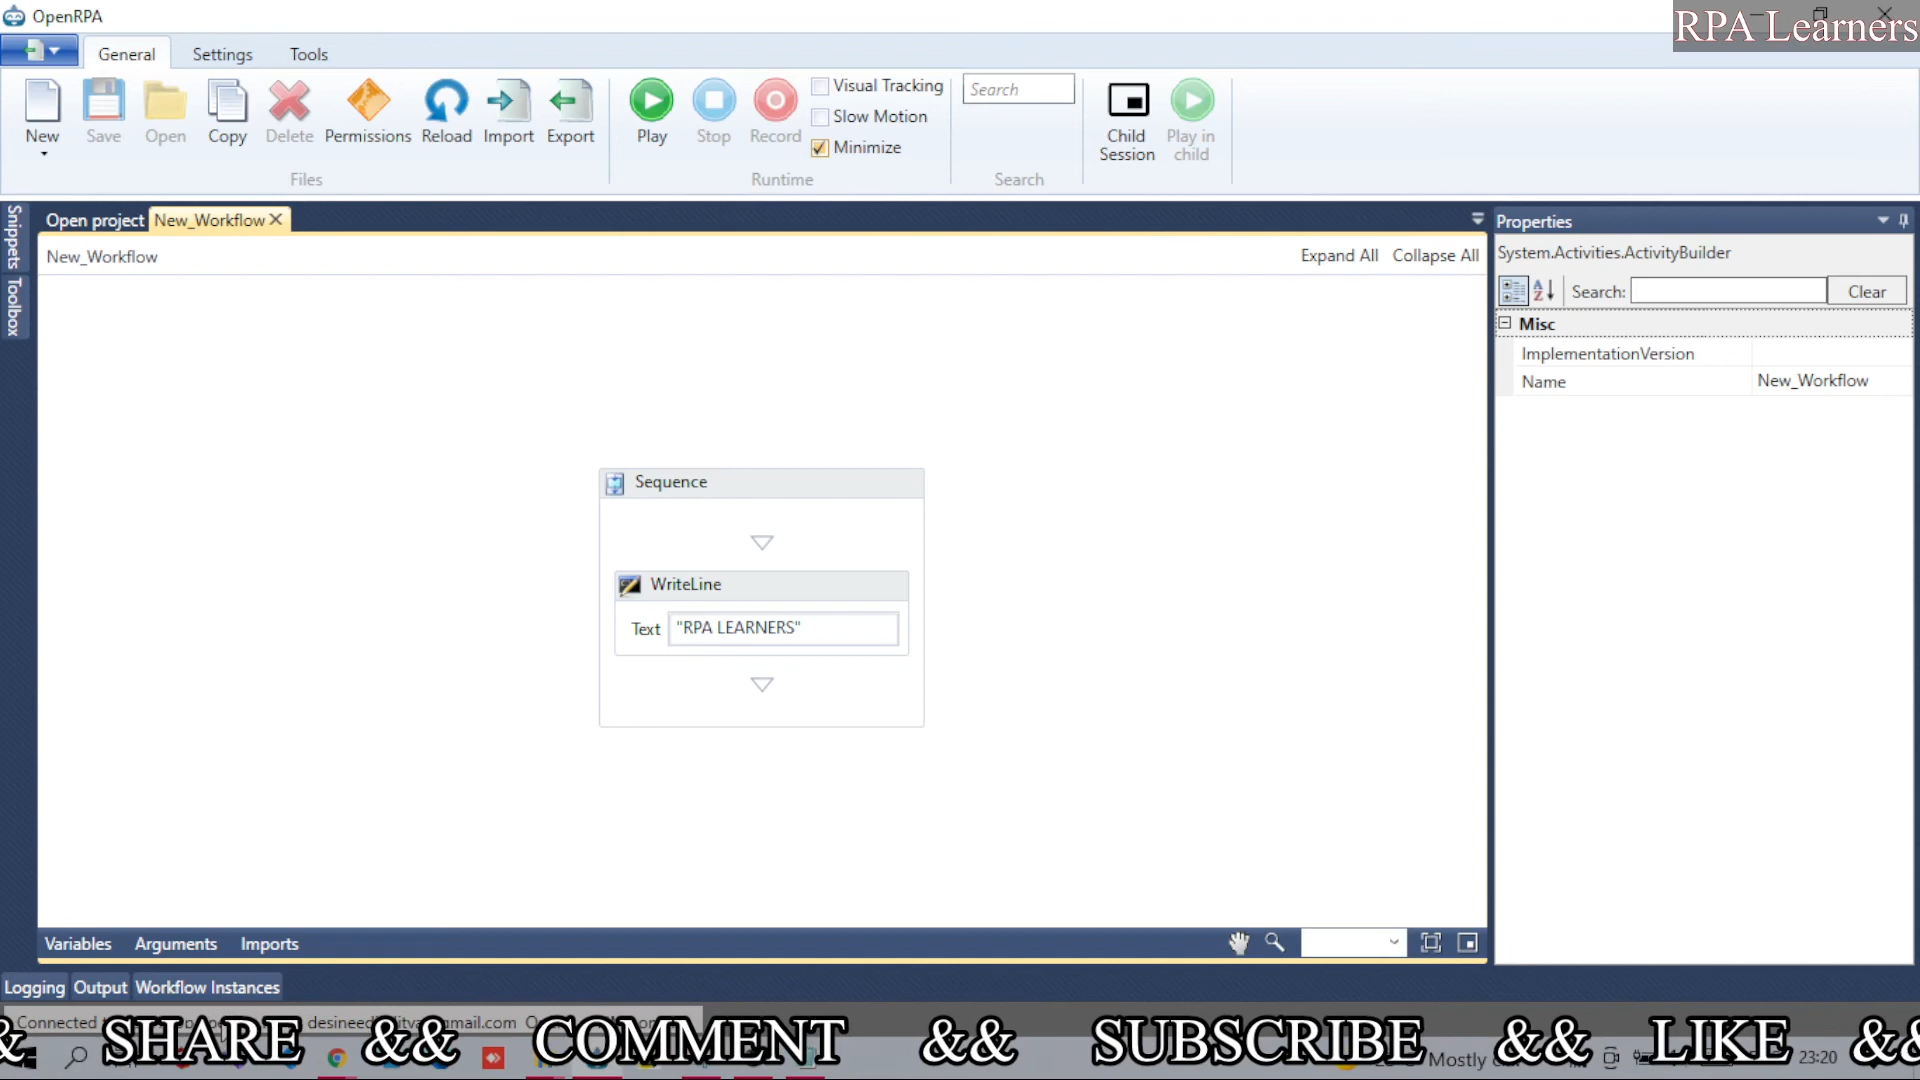 OpenRPA
RPA Learners
General Settings Tools
New Save Open Copy Delete Permissions Reload Import Export
Files
Play Stop Record
Visual Tracking
Slow Motion
Minimize
Runtime
Search
Search
Child Session
Play in child
Snippets
Toolbox
Open project New_Workflow
New_Workflow
Expand All Collapse All
Sequence
WriteLine
Text "RPA LEARNERS"
Variables Arguments Imports
Properties
System.Activities.ActivityBuilder
Search: Clear
Misc
ImplementationVersion
Name New_Workflow
Logging Output Workflow Instances
Connected
& SHARE && COMMENT && SUBSCRIBE && LIKE &&
Mostly
23:20